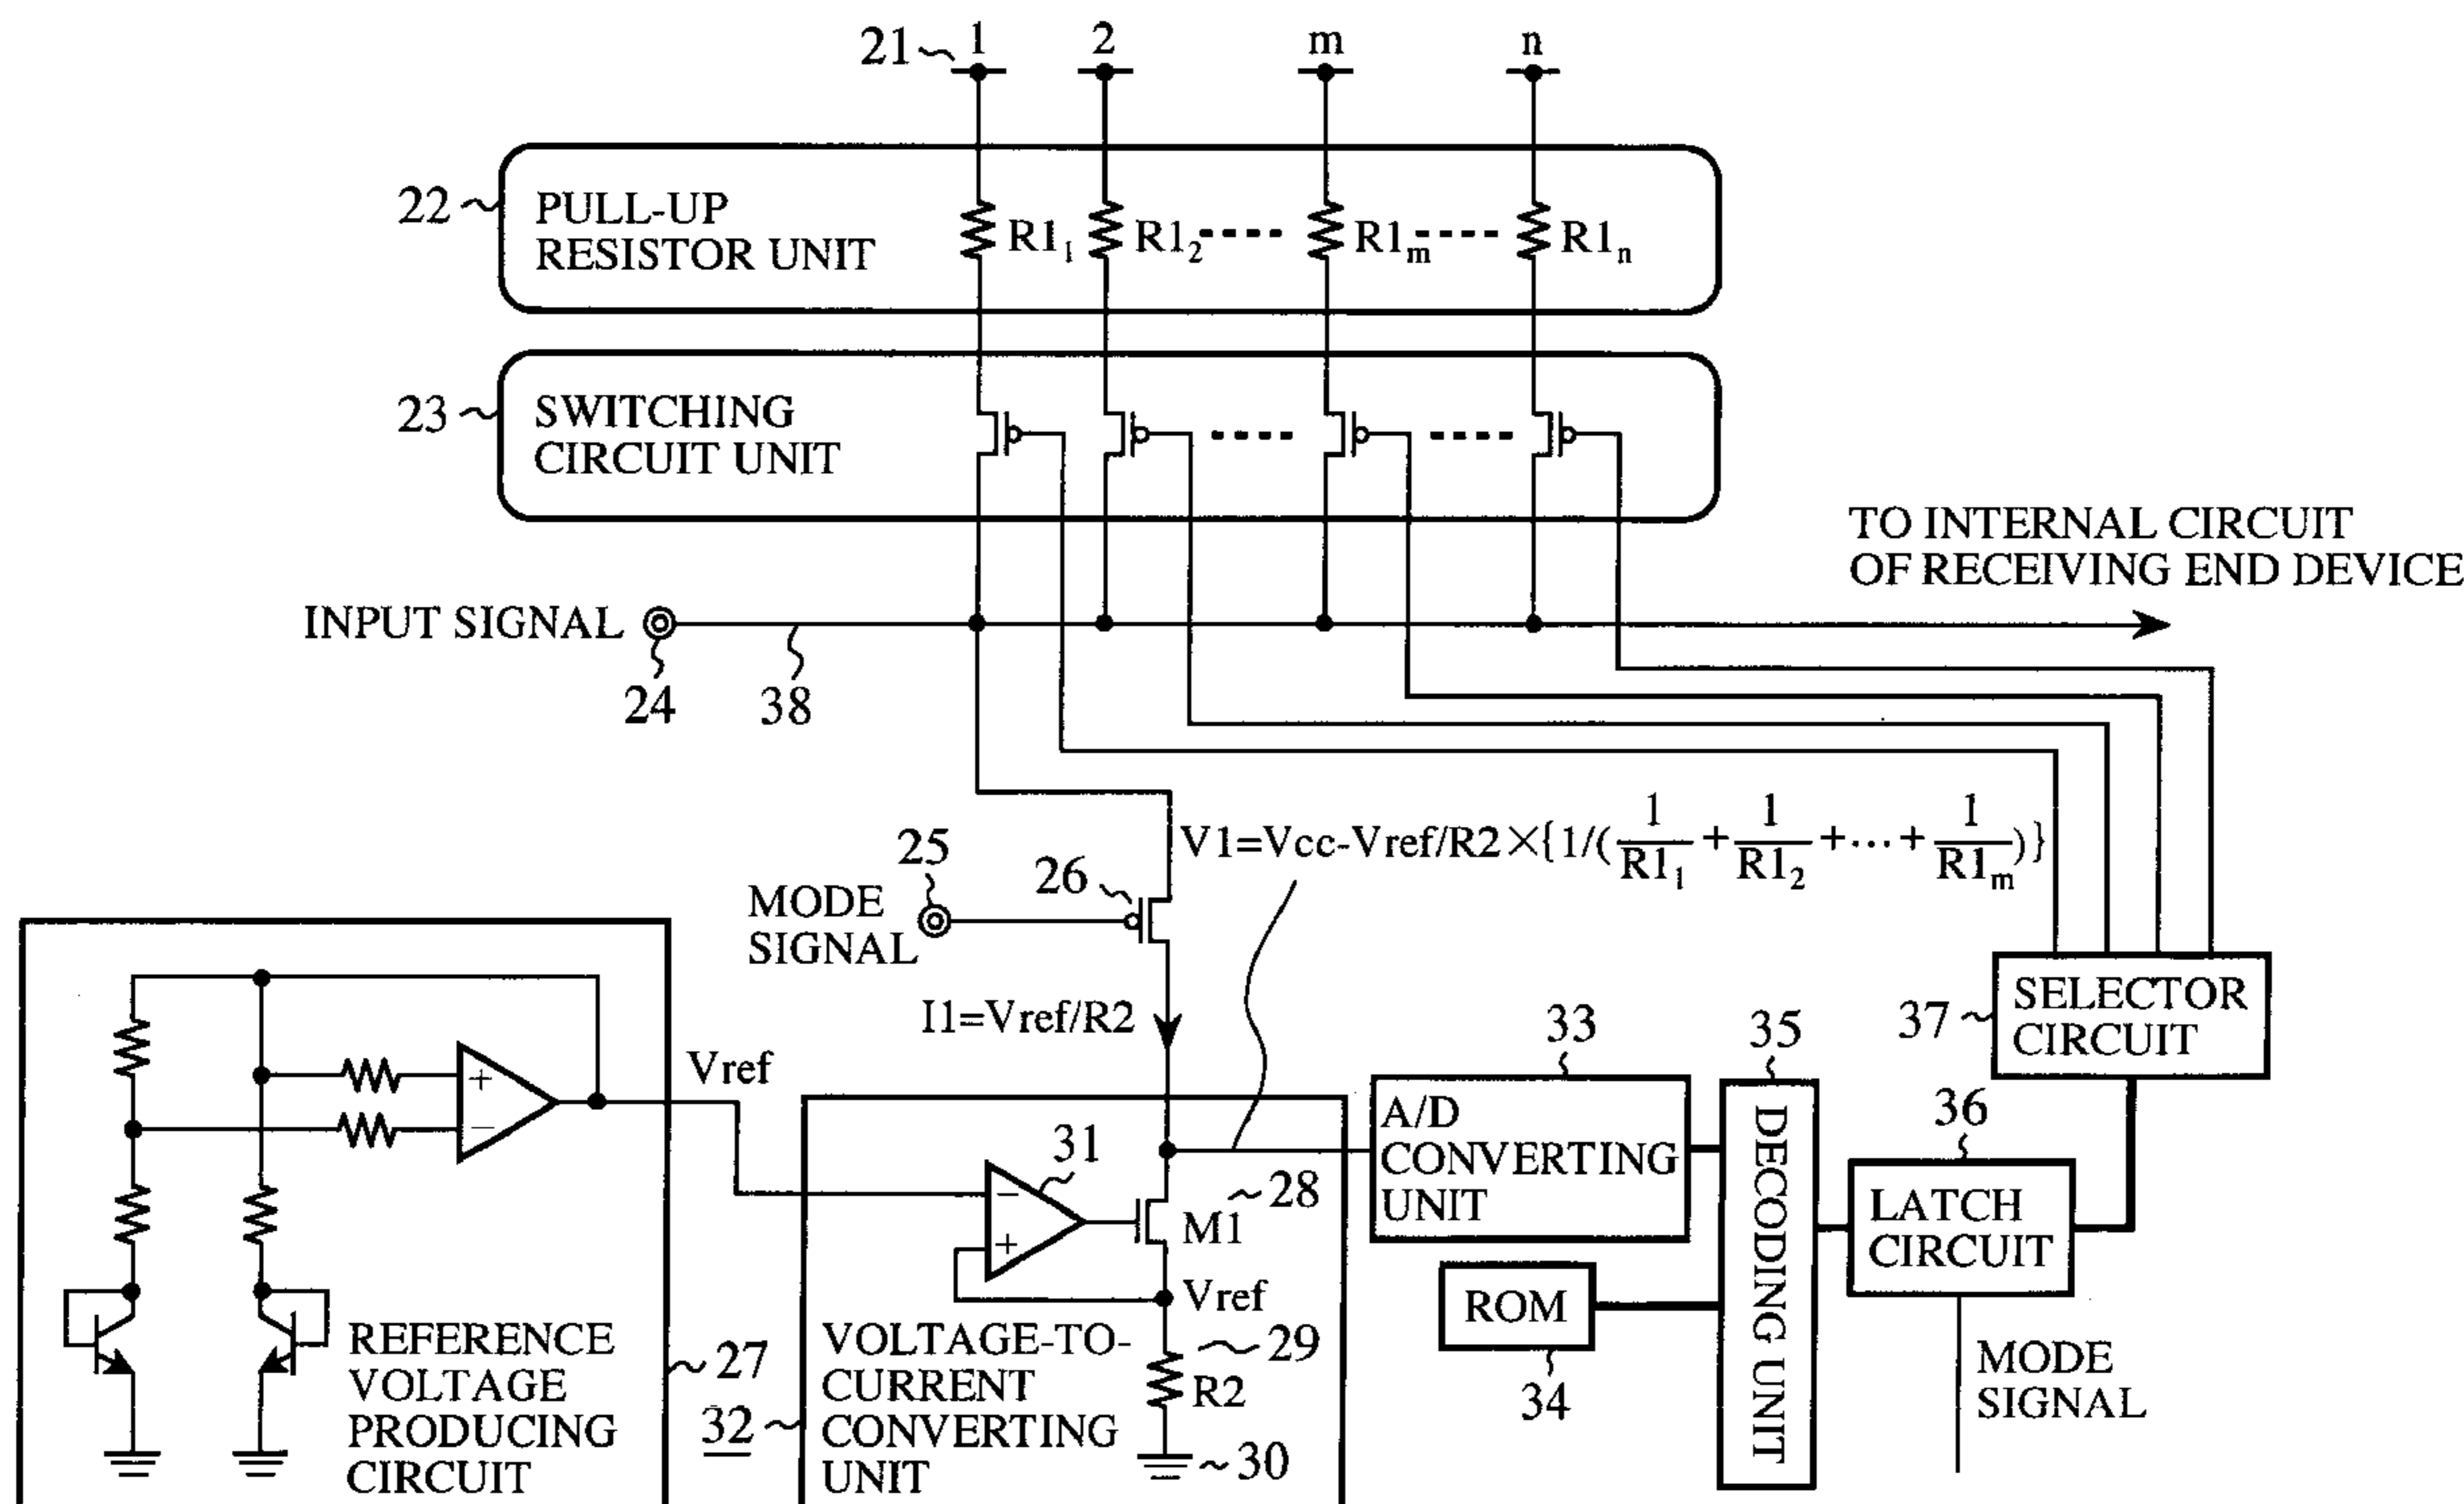 21
1
2
m
n
22
PULL-UP
RESISTOR UNIT
R1₁
R1₂
R1ₘ
R1ₙ
23
SWITCHING
CIRCUIT UNIT
TO INTERNAL CIRCUIT
OF RECEIVING END DEVICE
INPUT SIGNAL
24
38
V1=Vcc-Vref/R2×{1/(1/R1₁+1/R1₂+...+1/R1ₘ)}
25
26
MODE
SIGNAL
I1=Vref/R2
37
SELECTOR
CIRCUIT
Vref
+
−
33
35
36
A/D
CONVERTING
UNIT
DECODING UNIT
LATCH
CIRCUIT
31
−
+
28
M1
Vref
ROM
34
MODE
SIGNAL
REFERENCE
VOLTAGE
PRODUCING
CIRCUIT
27
32
VOLTAGE-TO-
CURRENT
CONVERTING
UNIT
29
R2
30